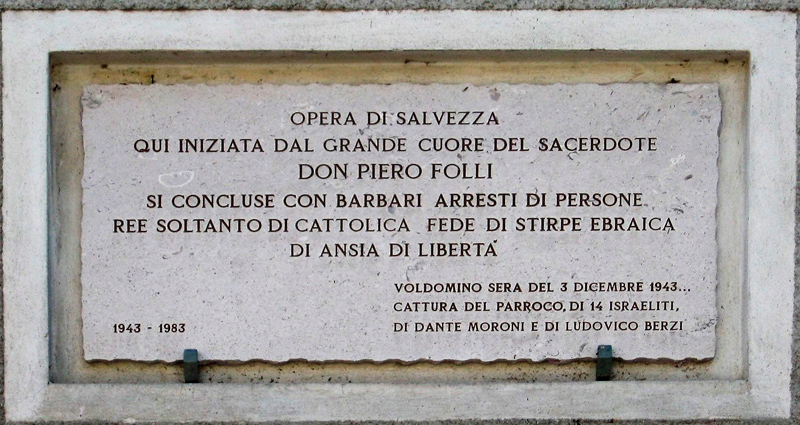 OPERA DI SALVEZZA
QUI INIZIATA DAL GRANDE CUORE DEL SACERDOTE
DON PIERO FOLLI
SI CONCLUSE CON BARBARI ARRESTI DI PERSONE
REE SOLTANTO DI CATTOLICA FEDE DI STIRPE EBRAICA
DI ANSIA DI LIBERTÀ
VOLDOMINO SERA DEL 3 DICEMBRE 1943...
CATTURA DEL PARROCO, DI 14 ISRAELITI,
DI DANTE MORONI E DI LUDOVICO BERZI
1943 - 1983